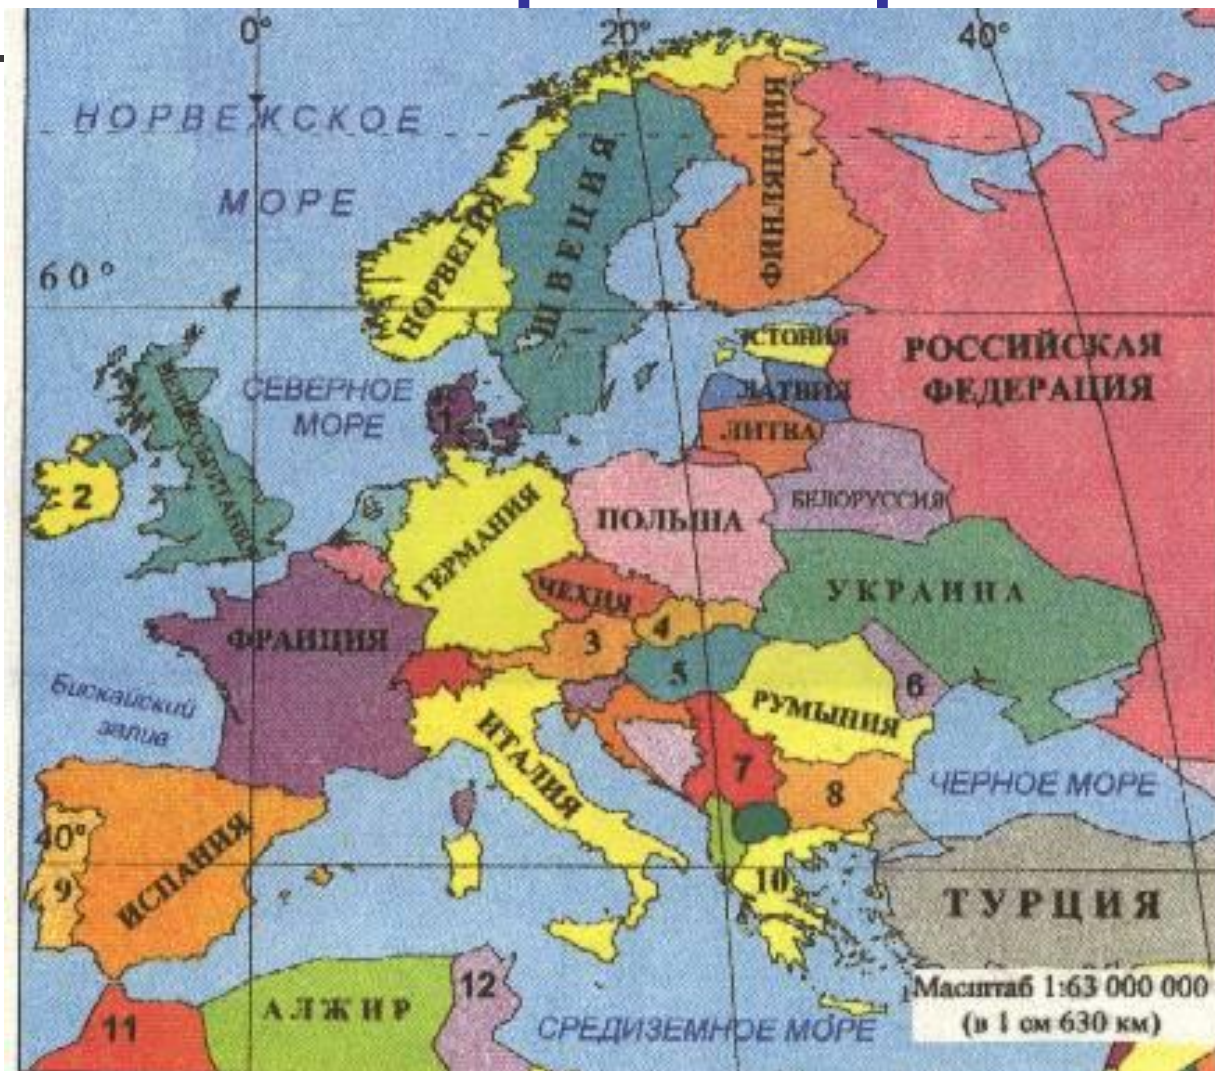 0°
20°
40°
НОРВЕЖСКОЕ
МОРЕ
60°
НОРВЕГИЯ
ШВЕЦИЯ
ФИНЛЯНДИЯ
ЭСТОНИЯ
РОССИЙСКАЯ
ФЕДЕРАЦИЯ
ЛАТВИЯ
ЛИТВА
СЕВЕРНОЕ
МОРЕ
ВЕЛИКОБРИТАНИЯ
1
2
БЕЛОРУССИЯ
ПОЛЬША
ГЕРМАНИЯ
ЧЕХИЯ
УКРАИНА
ФРАНЦИЯ
3
4
5
6
Бискайский
залив
РУМЫНИЯ
ИТАЛИЯ
7
8
ЧЕРНОЕ МОРЕ
40°
ИСПАНИЯ
9
10
ТУРЦИЯ
12
АЛЖИР
11
СРЕДИЗЕМНОЕ МОРЕ
Масштаб 1:63 000 000
(в 1 см 630 км)